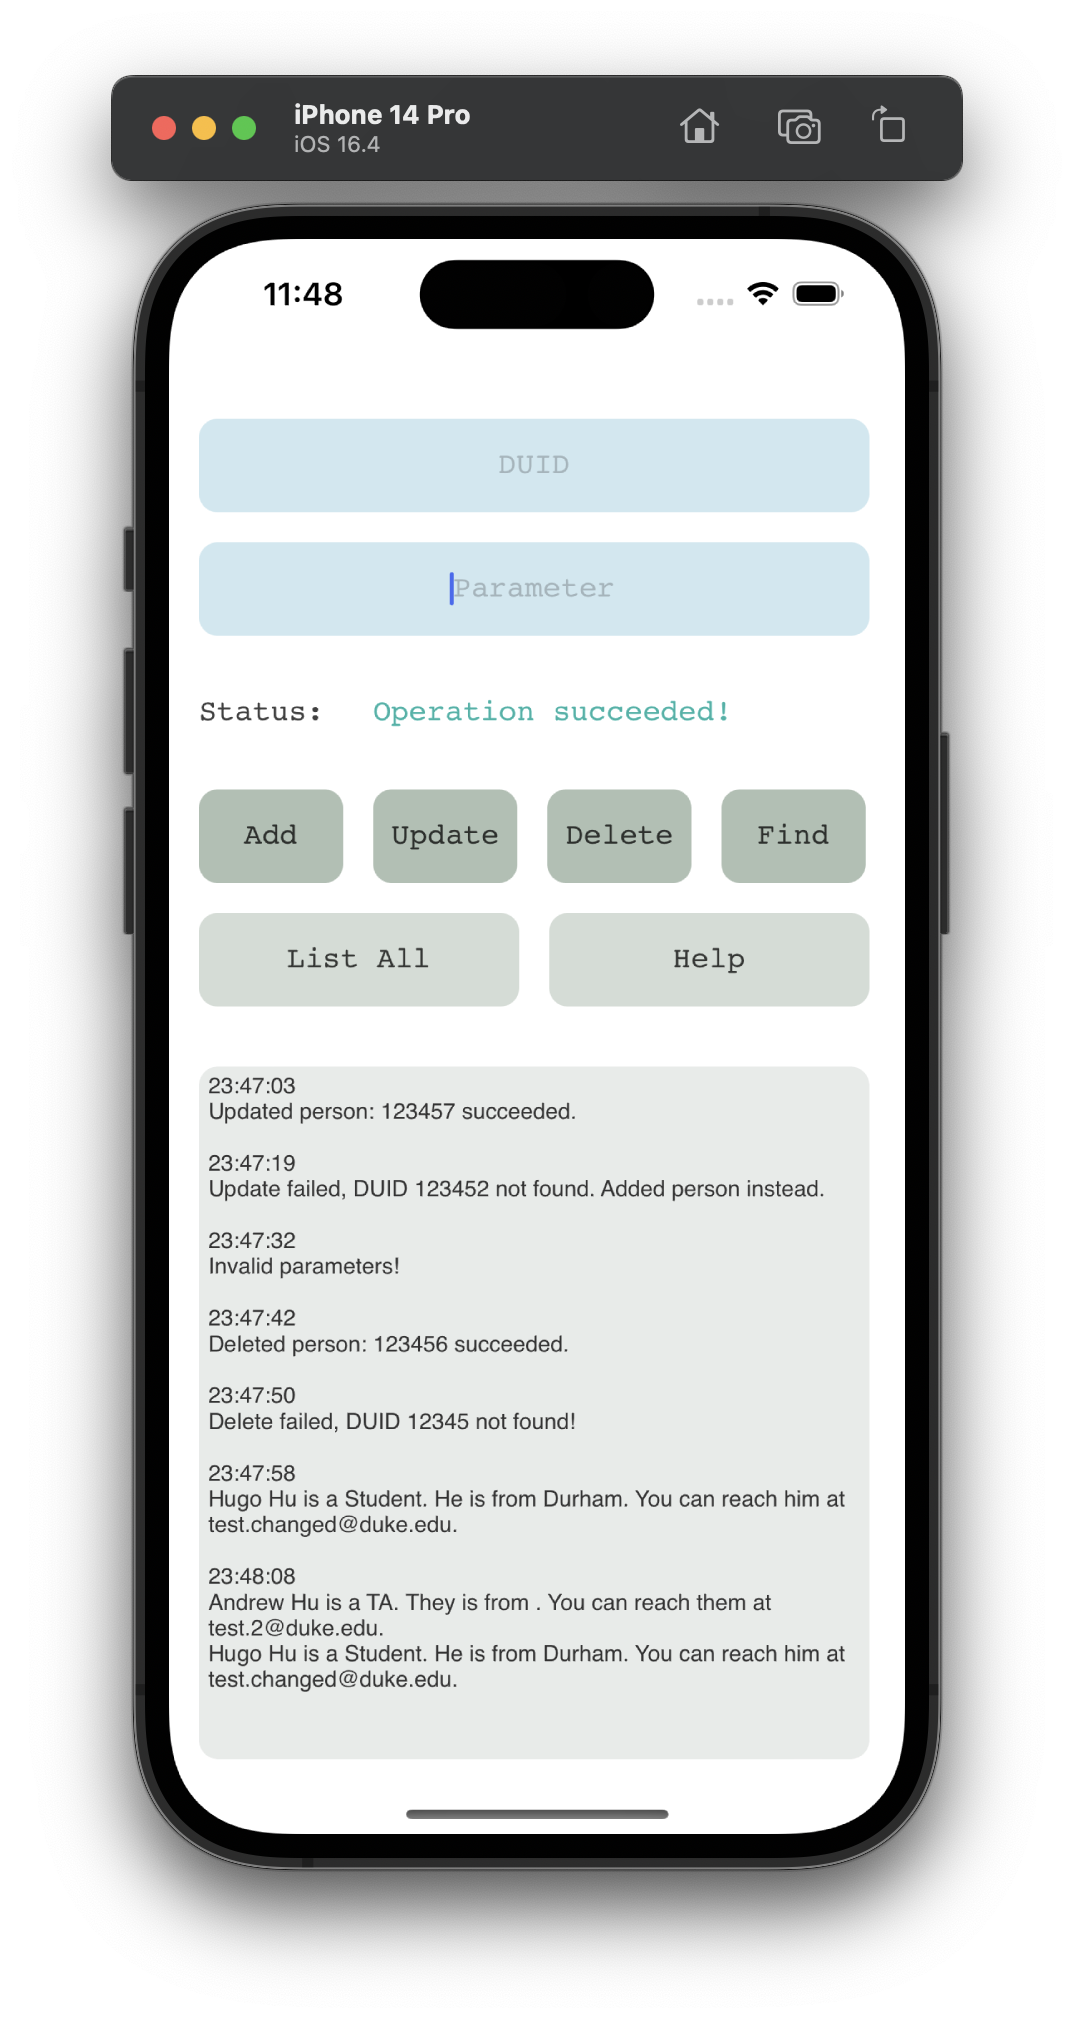 iPhone 14 Pro
iOS 16.4
11:48
DUID
Parameter
Status: Operation succeeded!
Add Update Delete Find
List All Help
23:47:03
Updated person: 123457 succeeded.
23:47:19
Update failed, DUID 123452 not found. Added person instead.
23:47:32
Invalid parameters!
23:47:42
Deleted person: 123456 succeeded.
23:47:50
Delete failed, DUID 12345 not found!
23:47:58
Hugo Hu is a Student. He is from Durham. You can reach him at
test.changed@duke.edu.
23:48:08
Andrew Hu is a TA. They is from . You can reach them at
test.2@duke.edu.
Hugo Hu is a Student. He is from Durham. You can reach him at
test.changed@duke.edu.